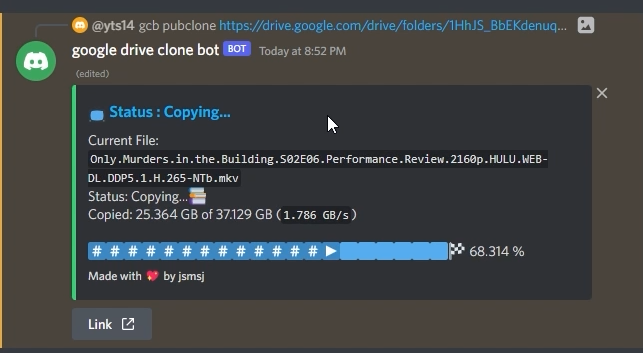 @yts14 gcb pubclone https://drive.google.com/drive/folders/1HhJS_BbEKdenuq...
google drive clone bot BOT Today at 8:52 PM
(edited)
Status : Copying...
Current File:
Only.Murders.in.the.Building.S02E06.Performance.Review.2160p.HULU.WEB-
DL.DDP5.1.H.265-NTb.mkv
Status: Copying...
Copied: 25.364 GB of 37.129 GB (1.786 GB/s)
# # # # # # # # # # # # # 68.314 %
Made with 💖 by jsmsj
Link